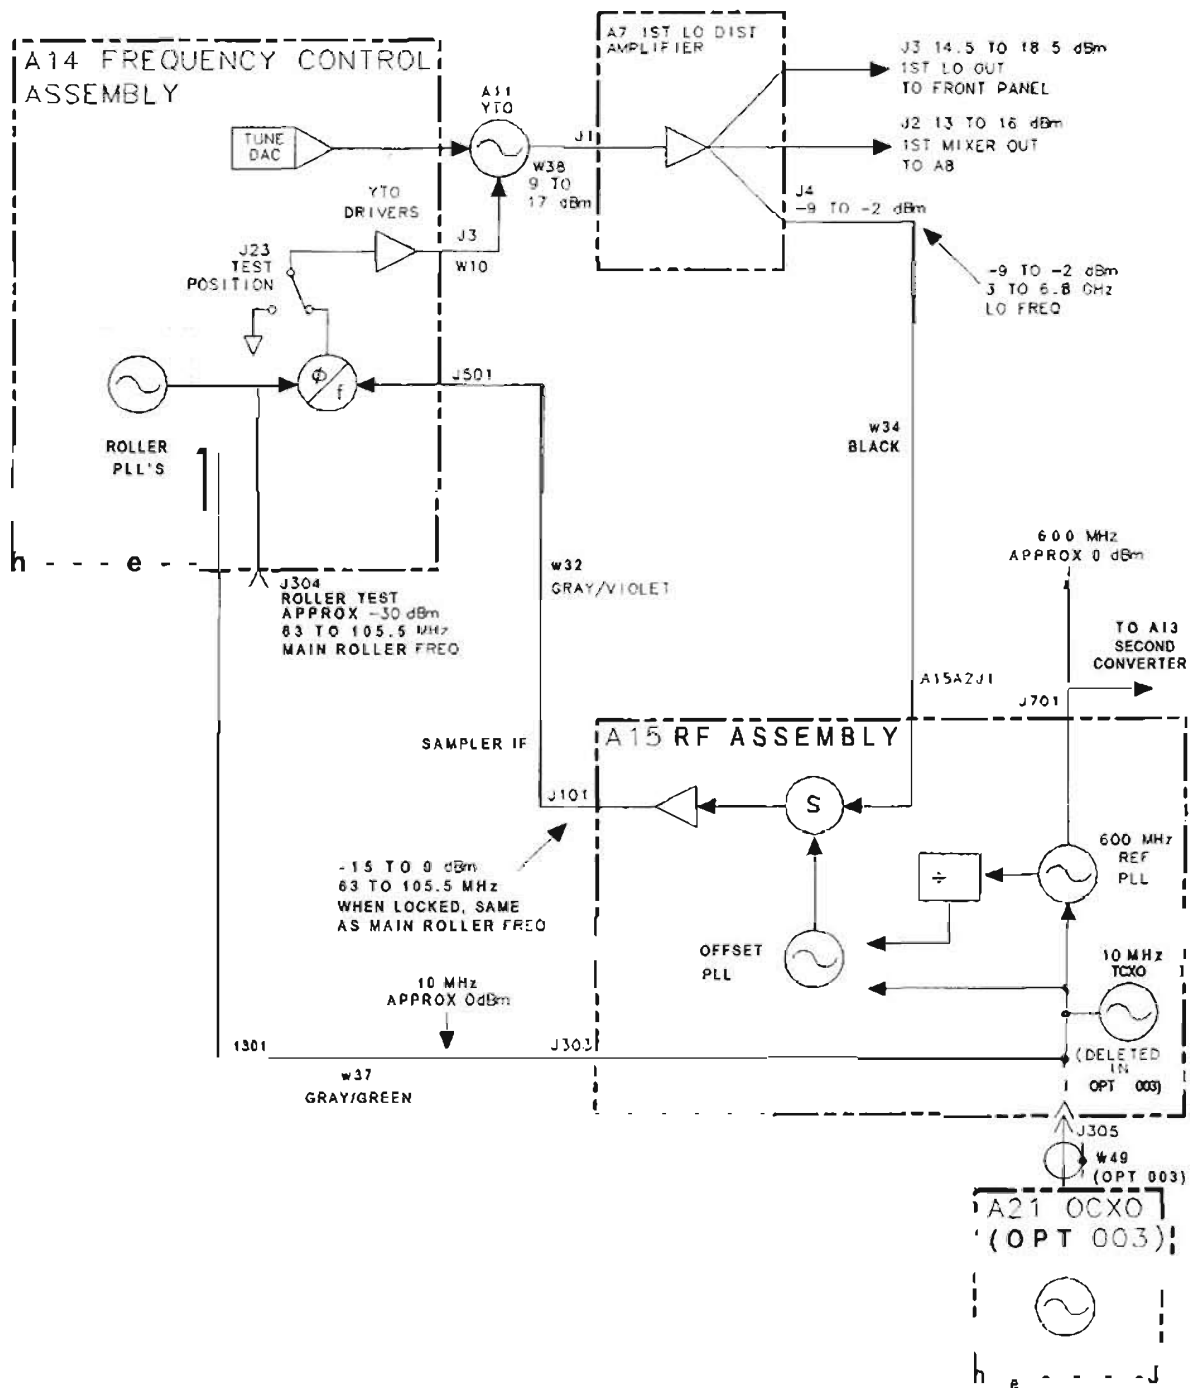 A14 FREQUENCY CONTROL
ASSEMBLY
TUNE
DAC
A11
YTO
A7 1ST LO DIST
AMPLIFIER
J1
W38
9 TO
17 dBm
J3 14.5 TO 18 5 dBm
1ST LO OUT
TO FRONT PANEL
J2 13 TO 16 dBm
1ST MIXER OUT
TO A8
J4
-9 TO -2 dBm
-9 TO -2 dBm
3 TO 6.8 GHz
LO FREQ
YTO
DRIVERS
J3
W10
J23
TEST
POSITION
Φ
f
J501
ROLLER
PLL'S
w34
BLACK
h - - - e - -
J304
ROLLER TEST
APPROX -30 dBm
63 TO 105.5 MHz
MAIN ROLLER FREQ
w32
GRAY/VIOLET
600 MHz
APPROX 0 dBm
TO A13
SECOND
CONVERTER
A15A2J1
J701
SAMPLER IF
A15 RF ASSEMBLY
J101
S
-15 TO 0 dBm
63 TO 105.5 MHz
WHEN LOCKED, SAME
AS MAIN ROLLER FREQ
÷
600 MHz
REF
PLL
OFFSET
PLL
10 MHz
TCXO
(DELETED
IN
OPT 003)
10 MHz
APPROX 0dBm
1301
J303
w37
GRAY/GREEN
J305
W49
(OPT 003)
A21 OCXO
(OPT 003)
h e - - - - J